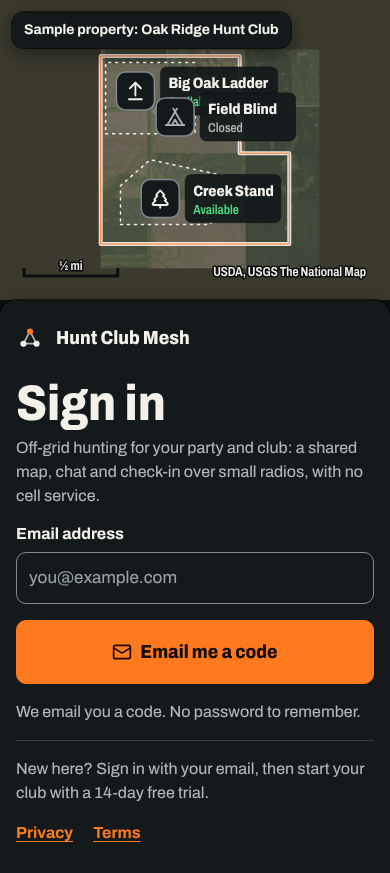 Sample property: Oak Ridge Hunt Club
Big Oak Ladder
Field Blind
Closed
Creek Stand
Available
½ mi
USDA, USGS The National Map
Hunt Club Mesh
Sign in
Off-grid hunting for your party and club: a shared
map, chat and check-in over small radios, with no
cell service.
Email address
you@example.com
Email me a code
We email you a code. No password to remember.
New here? Sign in with your email, then start your
club with a 14-day free trial.
Privacy Terms